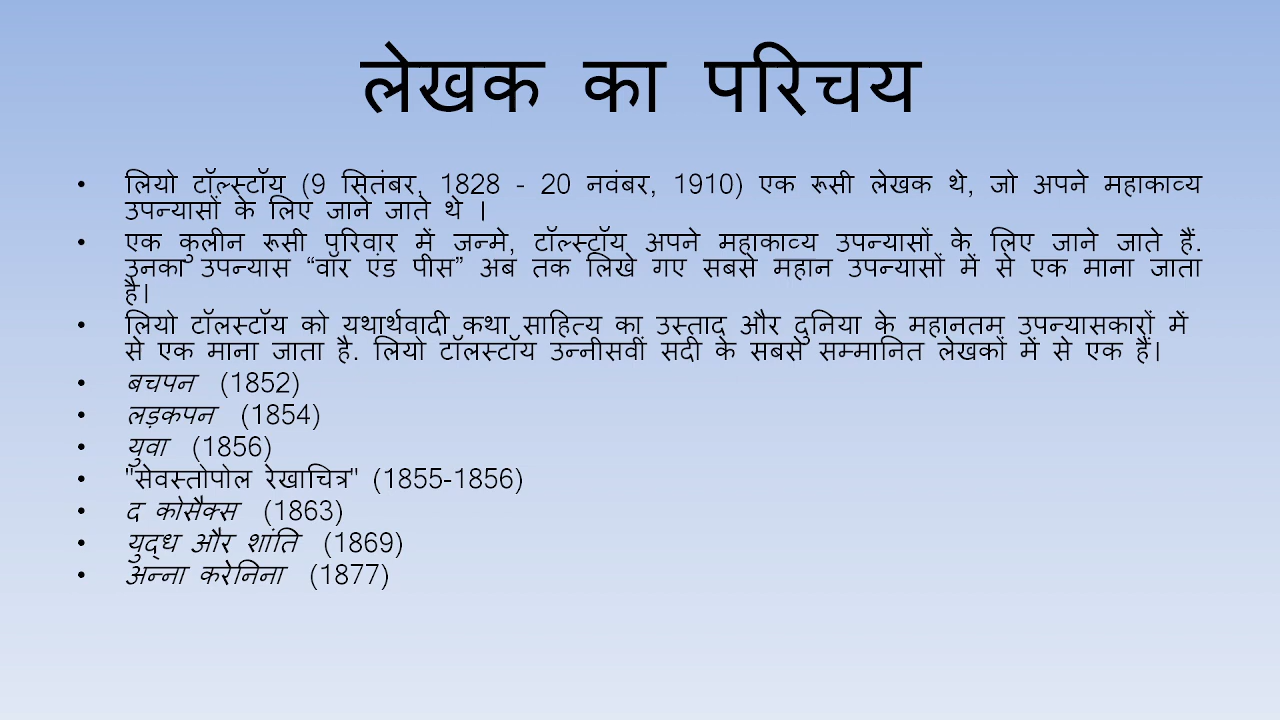 लेखक का परिचय
• लियो टॉल्स्टॉय (9 सितंबर, 1828 - 20 नवंबर, 1910) एक रूसी लेखक थे, जो अपने महाकाव्य
उपन्यासों के लिए जाने जाते थे ।
• एक कुलीन रूसी परिवार में जन्मे, टॉल्स्टॉय अपने महाकाव्य उपन्यासों के लिए जाने जाते हैं.
उनका उपन्यास “वॉर एंड पीस” अब तक लिखे गए सबसे महान उपन्यासों में से एक माना जाता
है।
• लियो टॉलस्टॉय को यथार्थवादी कथा साहित्य का उस्ताद और दुनिया के महानतम उपन्यासकारों में
से एक माना जाता है. लियो टॉलस्टॉय उन्नीसवीं सदी के सबसे सम्मानित लेखकों में से एक हैं।
• बचपन (1852)
• लड़कपन (1854)
• युवा (1856)
• "सेवस्तोपोल रेखाचित्र" (1855-1856)
• द कोसैक्स (1863)
• युद्ध और शांति (1869)
• अन्ना करेनिना (1877)